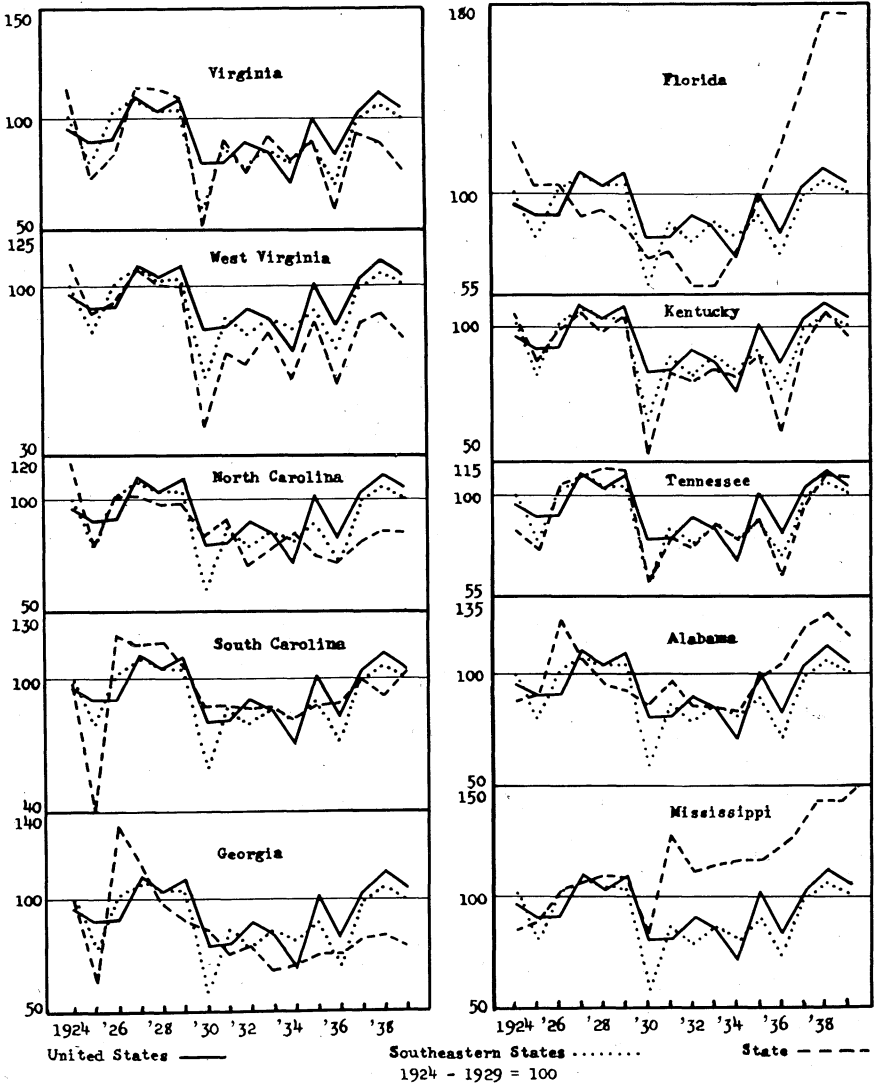 150
Virginia
100
50
125
West Virginia
100
30
120
North Carolina
100
50
130
South Carolina
100
40
140
Georgia
100
50
1924 '26 '28 '30 '32 '34 '36 '38
180
Florida
100
55
Kentucky
100
50
115
Tennessee
100
55
135
Alabama
100
50
150
Mississippi
100
50
1924 '26 '28 '30 '32 '34 '36 '38
United States Southeastern States State
1924 - 1929 = 100